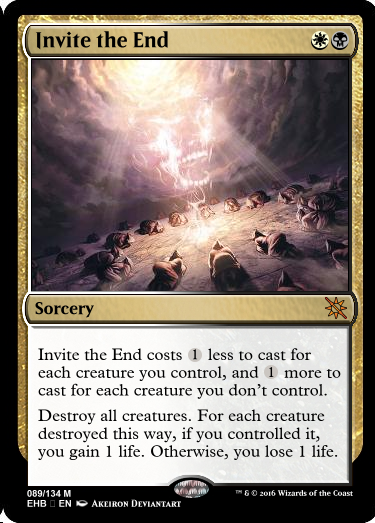 Invite the End
Sorcery
Invite the End costs 1 less to cast for
each creature you control, and 1 more to
cast for each creature you don't control.
Destroy all creatures. For each creature
destroyed this way, if you controlled it,
you gain 1 life. Otherwise, you lose 1 life.
089/134 M
EHB EN AKEIRON DEVIANTART
™ & © 2016 Wizards of the Coast